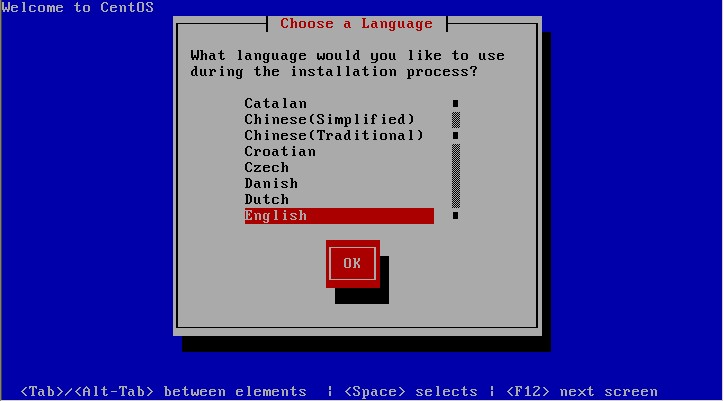 Welcome to CentOS
Choose a Language
What language would you like to use
during the installation process?
Catalan
Chinese(Simplified)
Chinese(Traditional)
Croatian
Czech
Danish
Dutch
English
OK
<Tab>/<Alt-Tab> between elements | <Space> selects | <F12> next screen